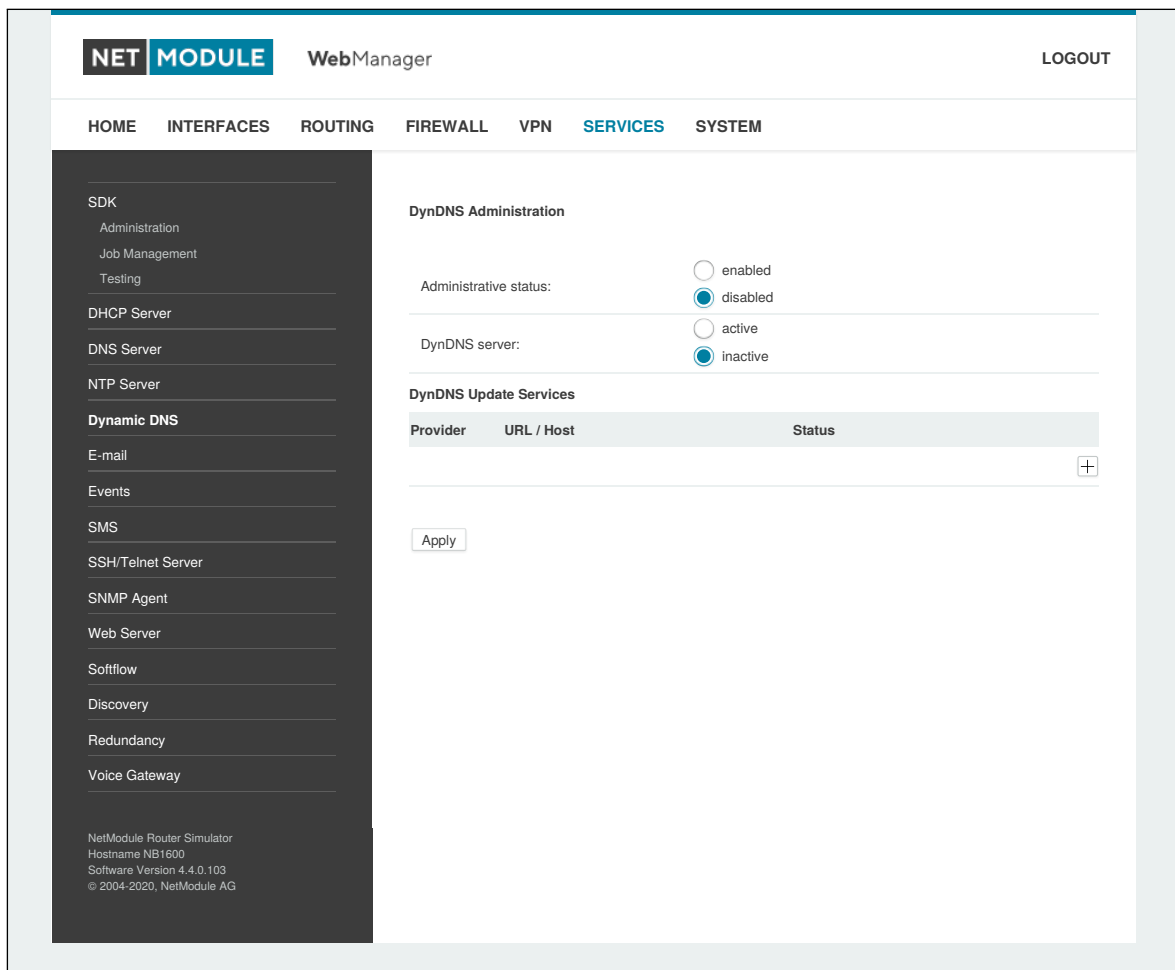 NET MODULE WebManager LOGOUT
HOME INTERFACES ROUTING FIREWALL VPN SERVICES SYSTEM
SDK
Administration
Job Management
Testing
DHCP Server
DNS Server
NTP Server
Dynamic DNS
E-mail
Events
SMS
SSH/Telnet Server
SNMP Agent
Web Server
Softflow
Discovery
Redundancy
Voice Gateway
NetModule Router Simulator
Hostname NB1600
Software Version 4.4.0.103
© 2004-2020, NetModule AG
DynDNS Administration
Administrative status:
enabled
disabled
DynDNS server:
active
inactive
DynDNS Update Services
Provider URL / Host Status
Apply